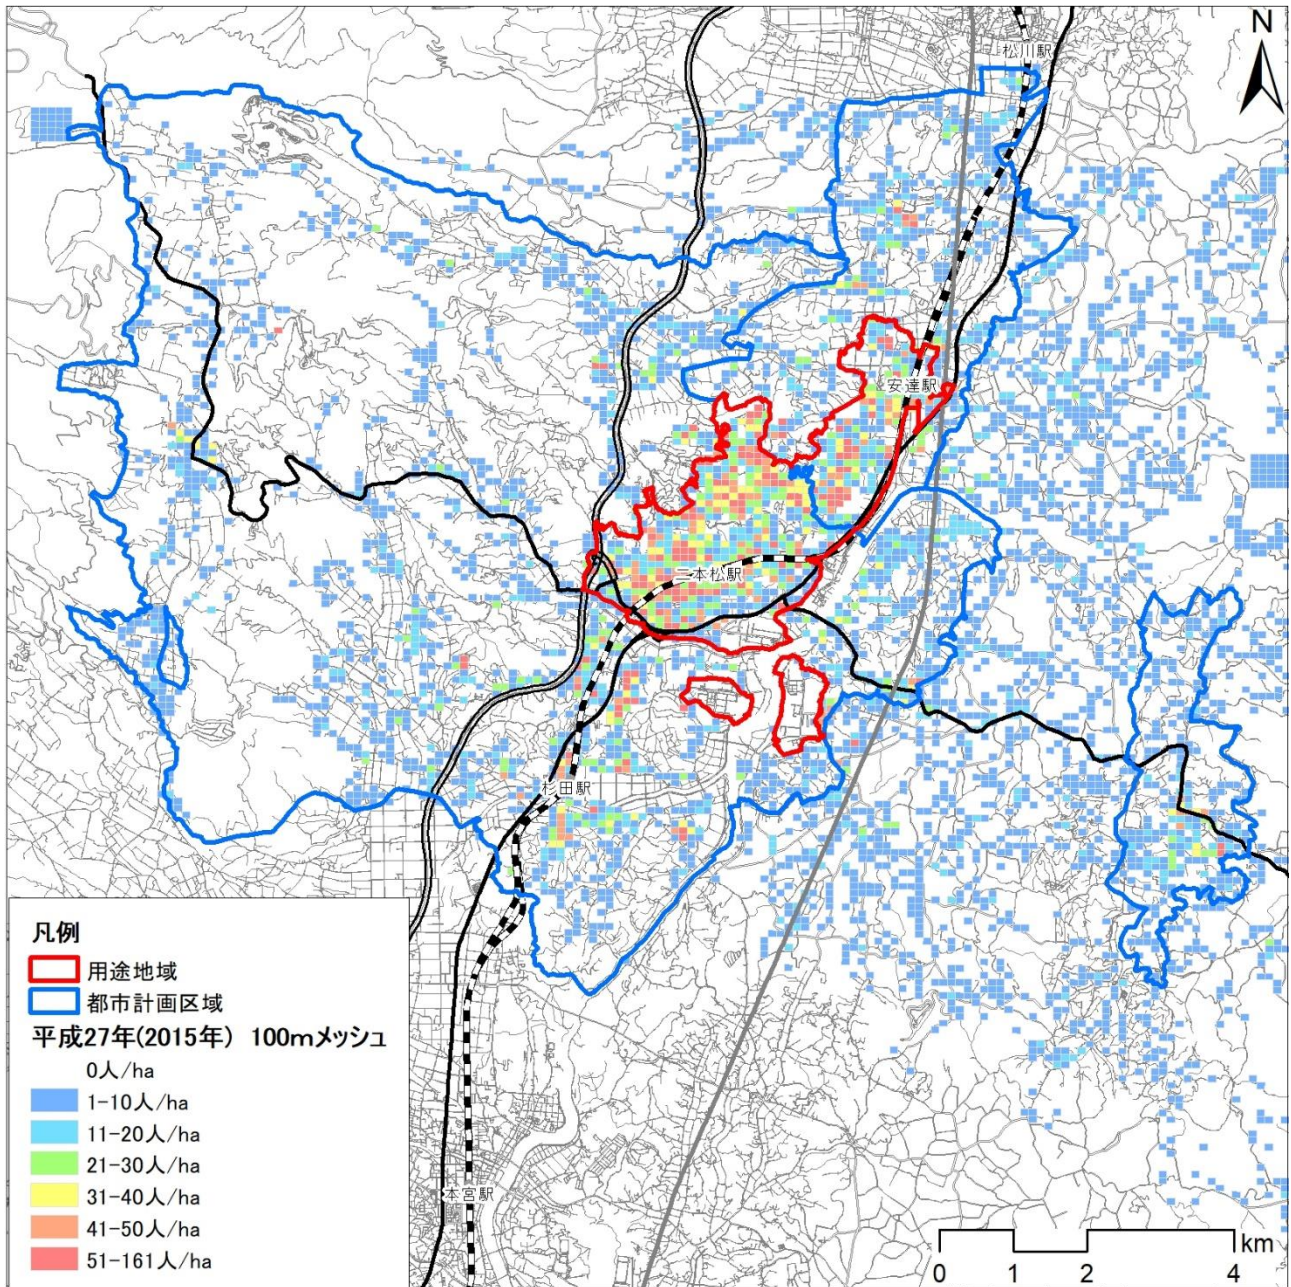 N
松川駅
安達駅
二本松駅
杉田駅
本宮駅
凡例
用途地域
都市計画区域
平成27年(2015年) 100mメッシュ
0人/ha
1-10人/ha
11-20人/ha
21-30人/ha
31-40人/ha
41-50人/ha
51-161人/ha
km
0 1 2 4